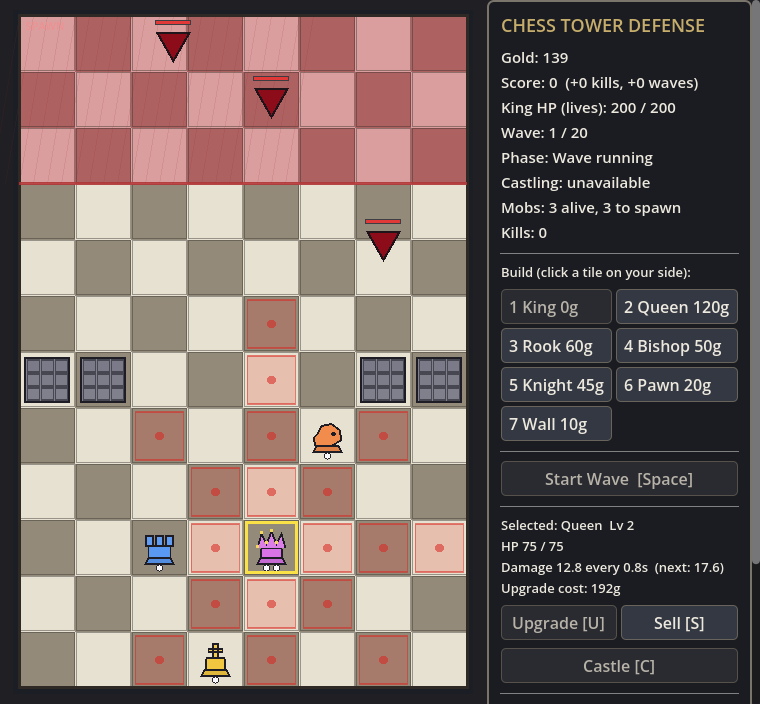 CHESS TOWER DEFENSE
Gold: 139
Score: 0  (+0 kills, +0 waves)
King HP (lives): 200 / 200
Wave: 1 / 20
Phase: Wave running
Castling: unavailable
Mobs: 3 alive, 3 to spawn
Kills: 0
Build (click a tile on your side):
1 King 0g
2 Queen 120g
3 Rook 60g
4 Bishop 50g
5 Knight 45g
6 Pawn 20g
7 Wall 10g
Start Wave  [Space]
Selected: Queen  Lv 2
HP 75 / 75
Damage 12.8 every 0.8s  (next: 17.6)
Upgrade cost: 192g
Upgrade [U]
Sell [S]
Castle [C]